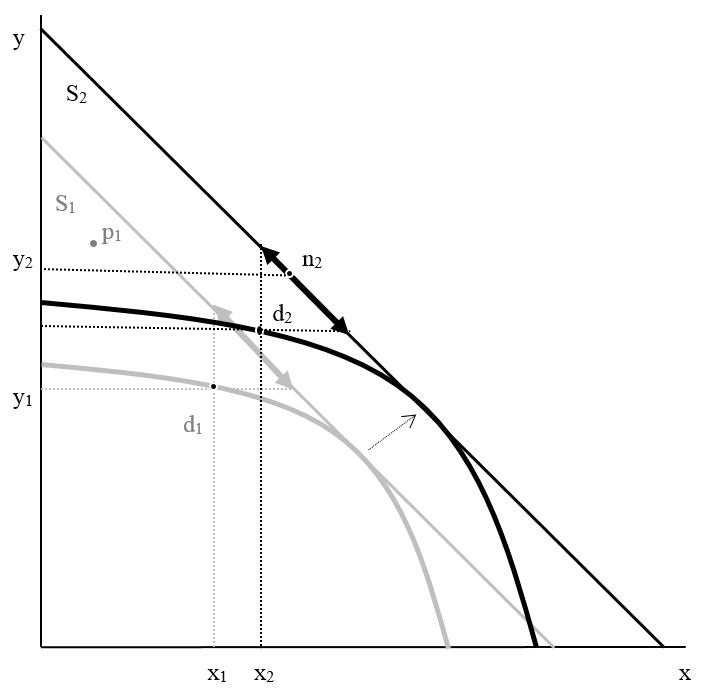 y
S₂
S₁
p₁
y₂
n₂
d₂
y₁
d₁
x₁
x₂
x